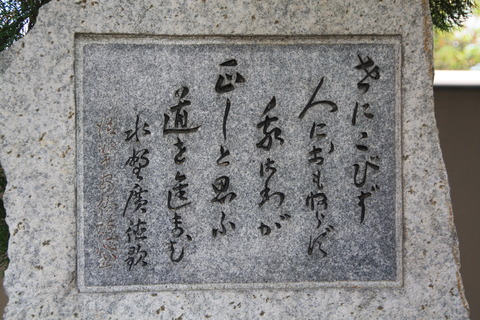 世にこびず
人におもねらず
我はわが
正しと思ふ
道を進まむ
水野廣徳歌